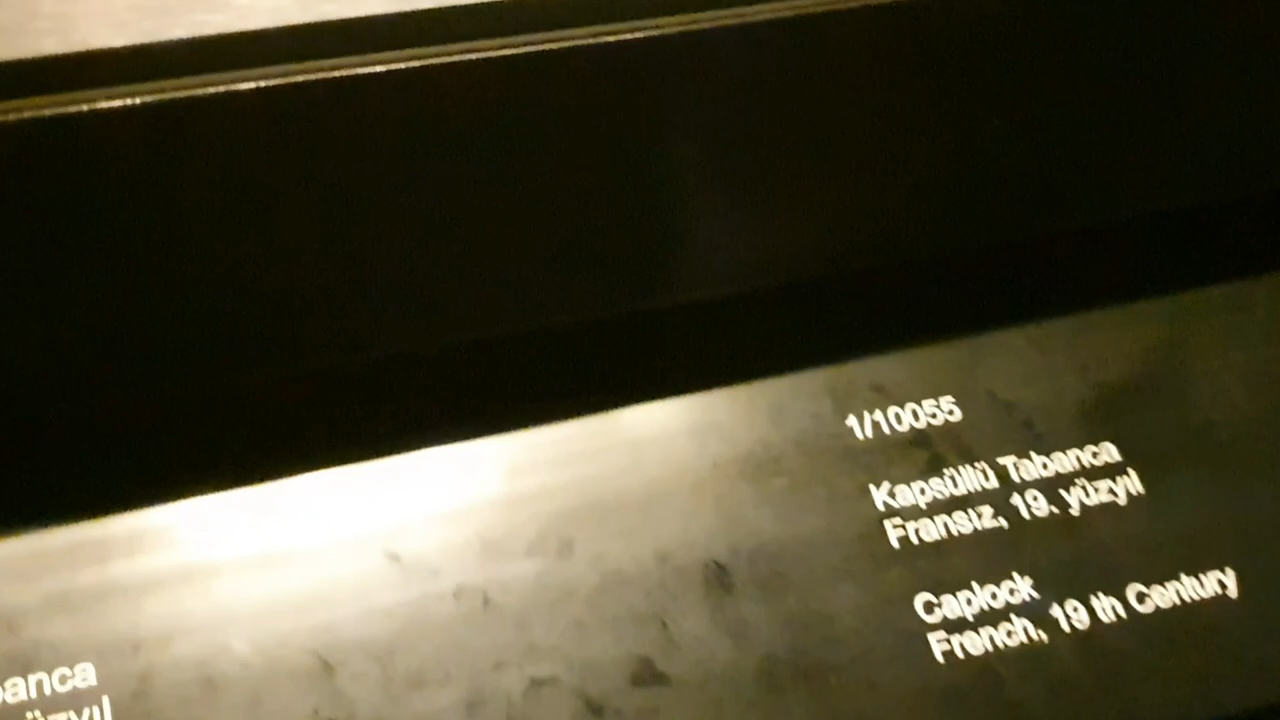 1/10055
Kapsüllü Tabanca
Fransız, 19. yüzyıl
Caplock
French, 19 th Century